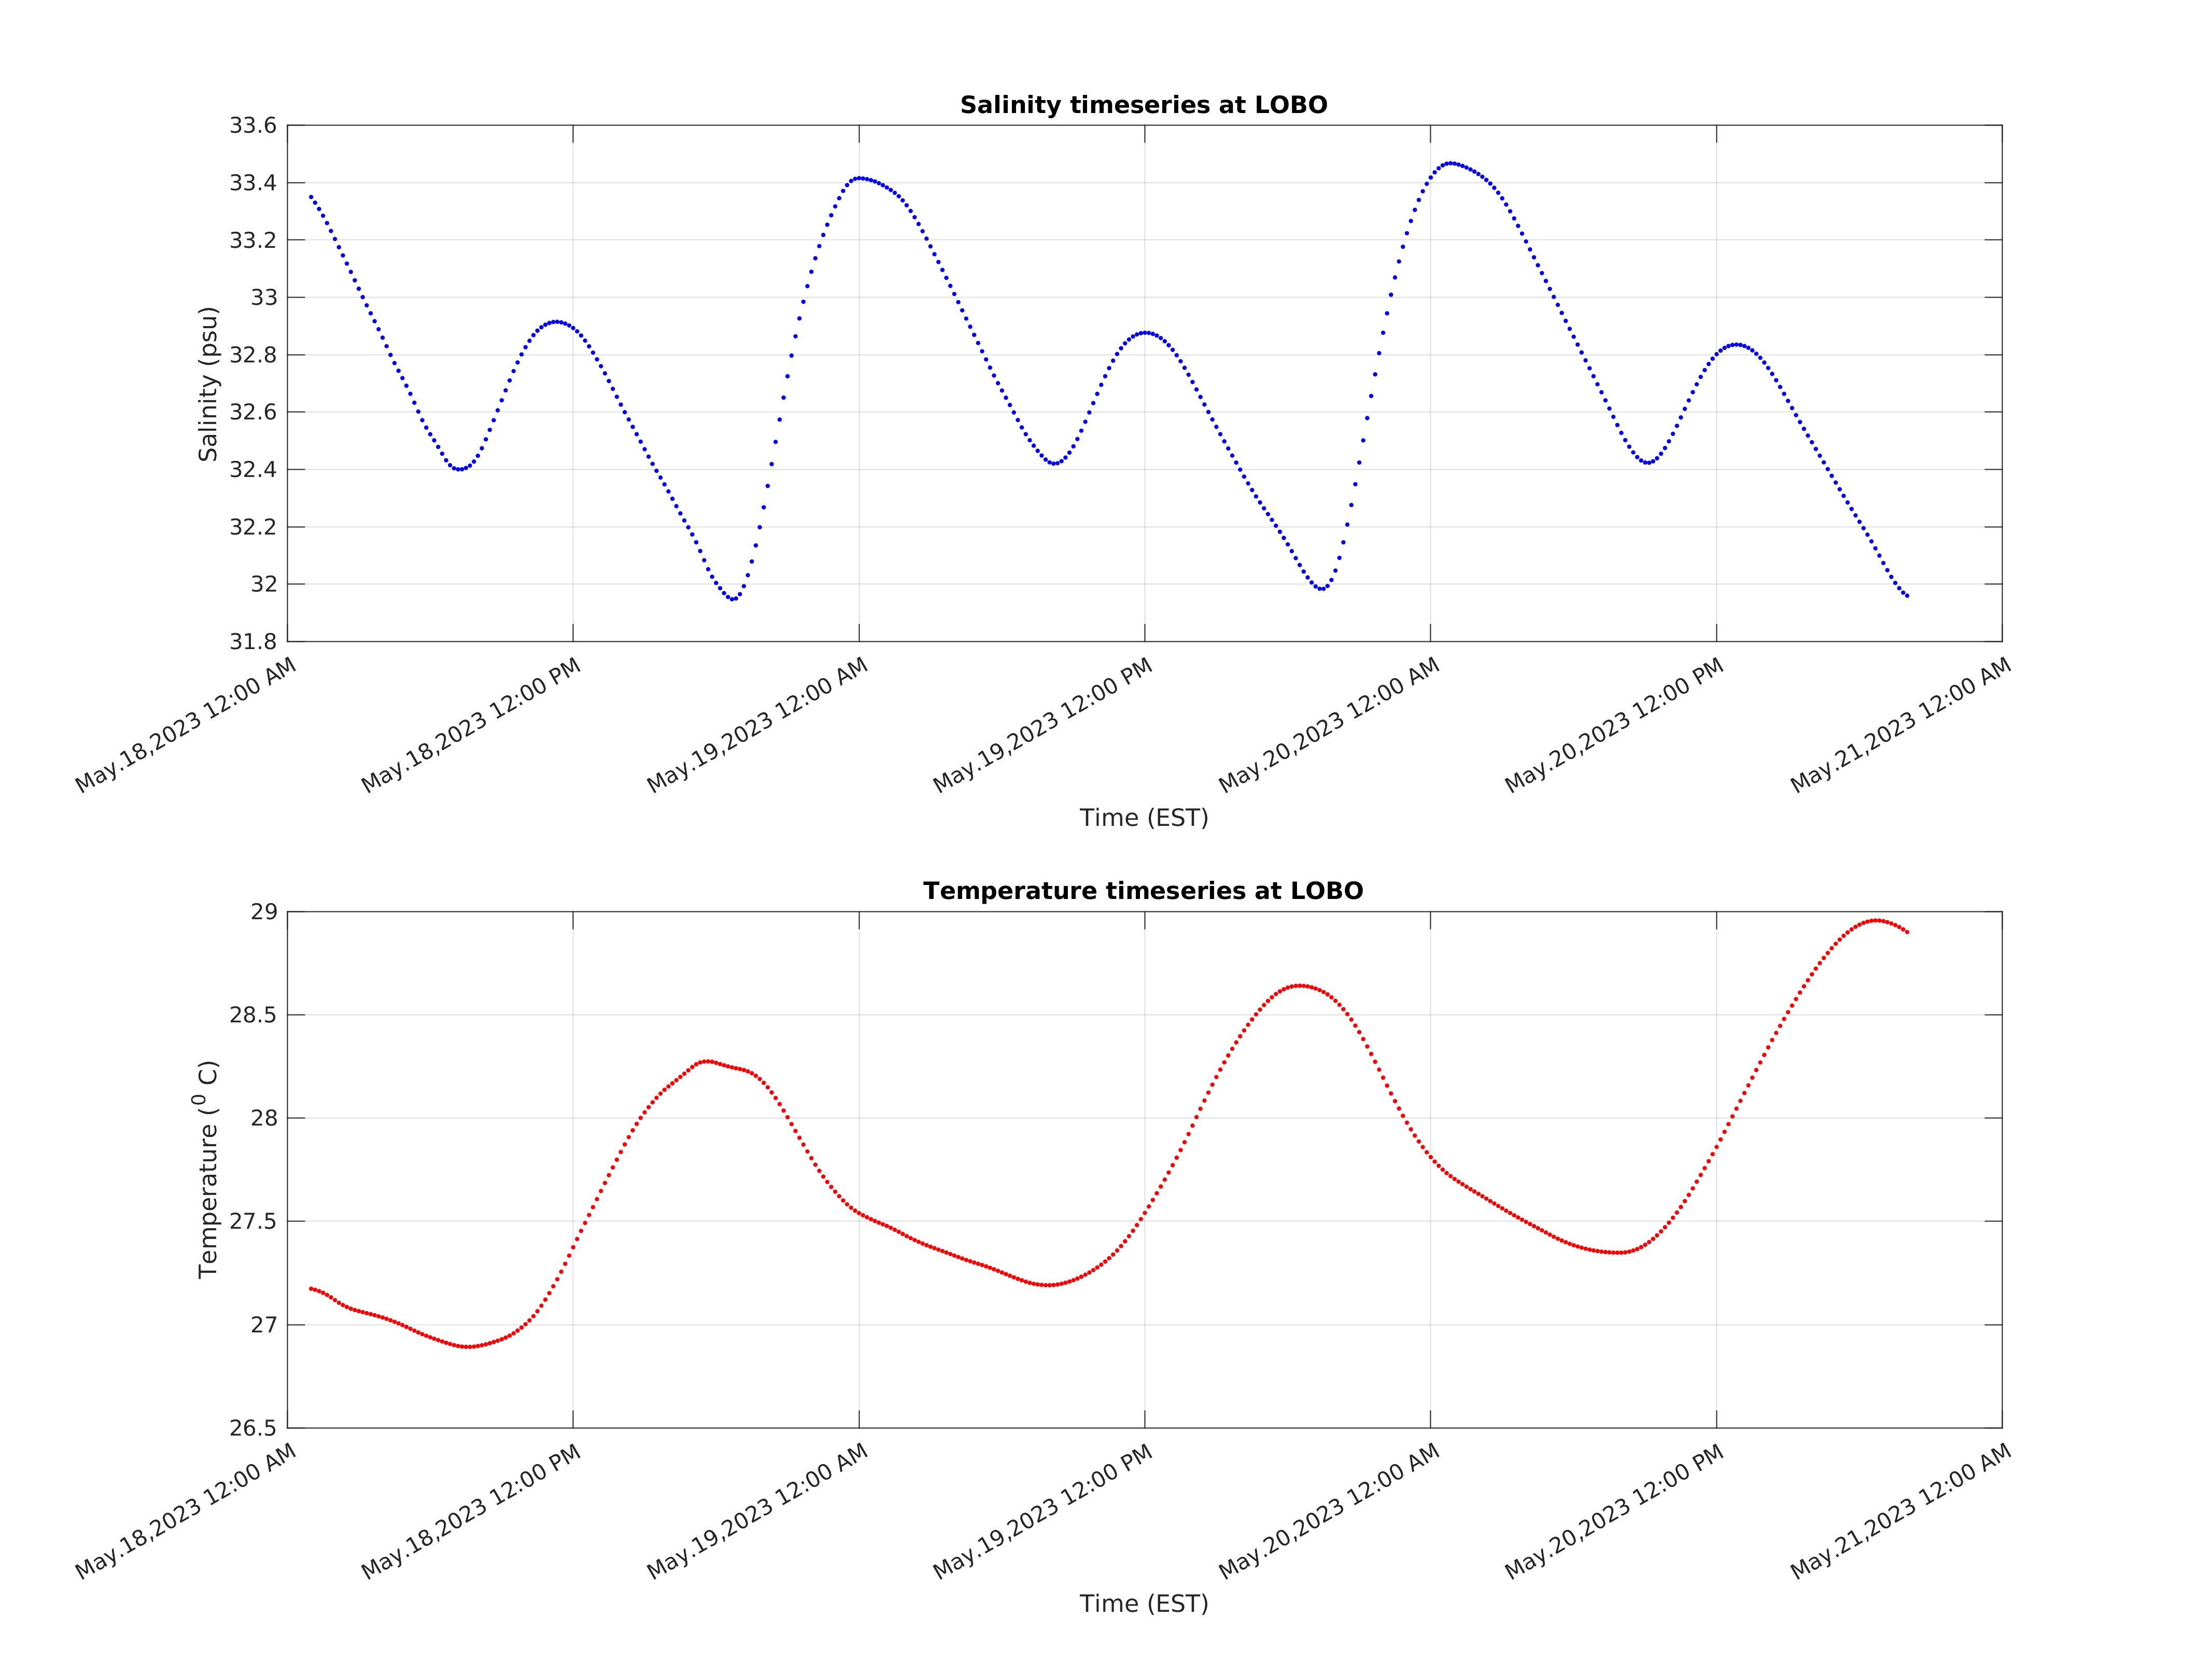 Salinity timeseries at LOBO
Salinity (psu)
33.6
33.4
33.2
33
32.8
32.6
32.4
32.2
32
31.8
May.18,2023 12:00 AM
May.18,2023 12:00 PM
May.19,2023 12:00 AM
May.19,2023 12:00 PM
May.20,2023 12:00 AM
May.20,2023 12:00 PM
May.21,2023 12:00 AM
Time (EST)
Temperature timeseries at LOBO
Temperature (⁰ C)
29
28.5
28
27.5
27
26.5
May.18,2023 12:00 AM
May.18,2023 12:00 PM
May.19,2023 12:00 AM
May.19,2023 12:00 PM
May.20,2023 12:00 AM
May.20,2023 12:00 PM
May.21,2023 12:00 AM
Time (EST)